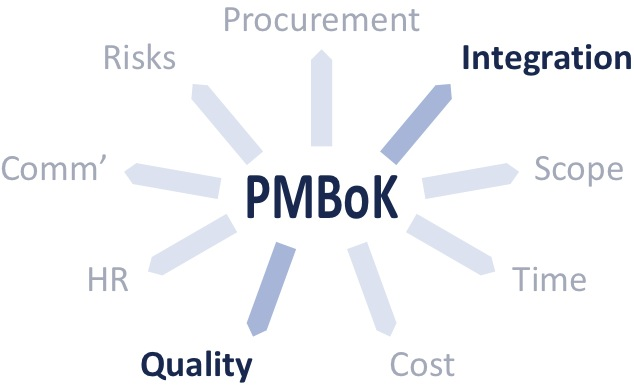 Procurement
Risks
Integration
Comm’
Scope
PMBoK
HR
Time
Quality
Cost